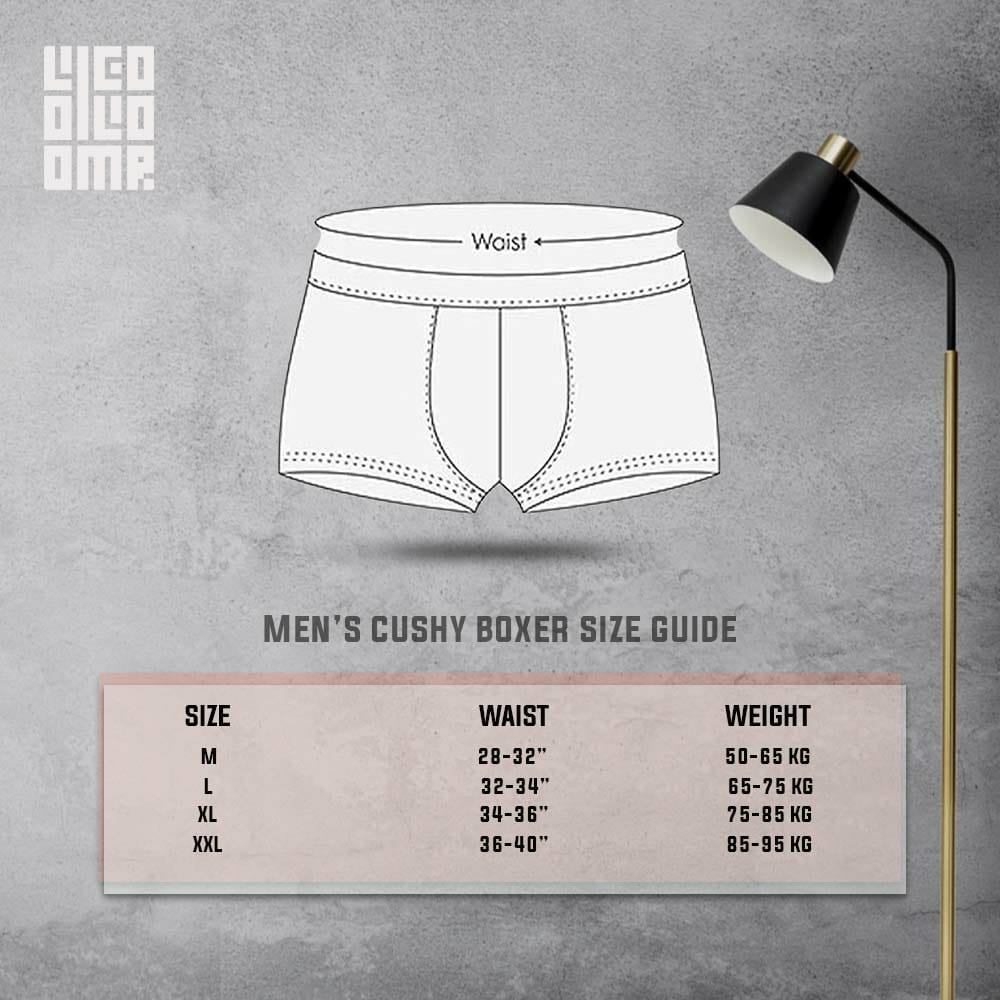 Waist
MEN'S CUSHY BOXER SIZE GUIDE
SIZE WAIST WEIGHT
M 28-32" 50-65 KG
L 32-34" 65-75 KG
XL 34-36" 75-85 KG
XXL 36-40" 85-95 KG